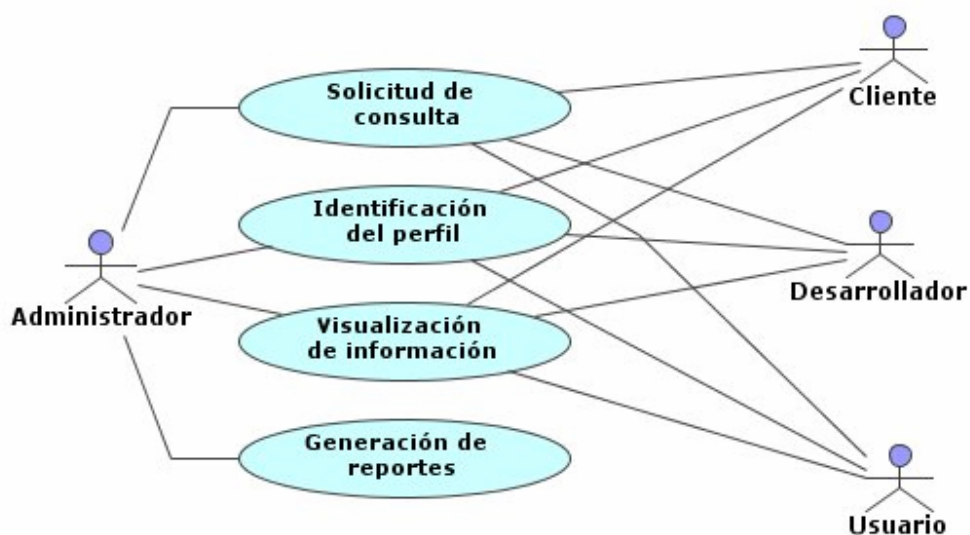 Solicitud de
consulta
Cliente
Identificación
del perfil
Administrador
Desarrollador
Visualización
de información
Generación de
reportes
Usuario